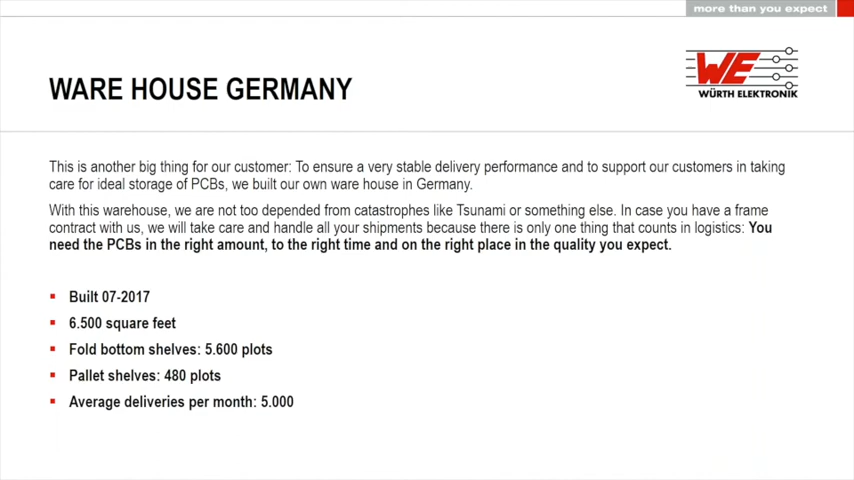 more than you expect
WARE HOUSE GERMANY
WE
WÜRTH ELEKTRONIK
This is another big thing for our customer: To ensure a very stable delivery performance and to support our customers in taking
care for ideal storage of PCBs, we built our own ware house in Germany.
With this warehouse, we are not too depended from catastrophes like Tsunami or something else. In case you have a frame
contract with us, we will take care and handle all your shipments because there is only one thing that counts in logistics: You
need the PCBs in the right amount, to the right time and on the right place in the quality you expect.
Built 07-2017
6.500 square feet
Fold bottom shelves: 5.600 plots
Pallet shelves: 480 plots
Average deliveries per month: 5.000